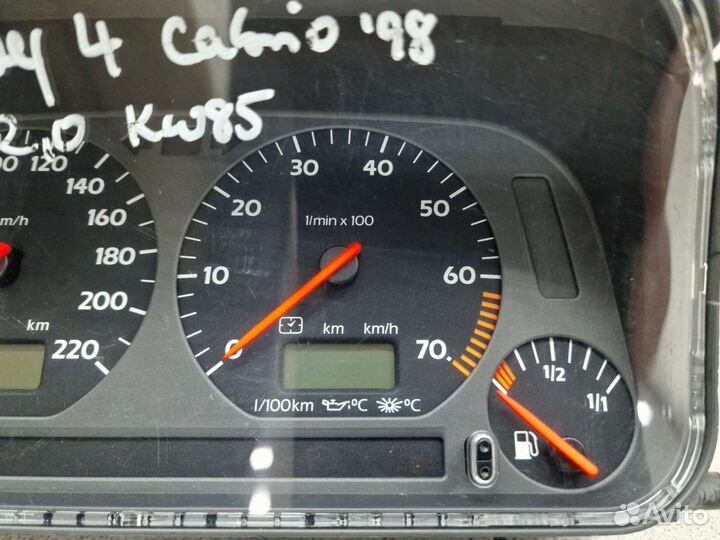 4 Cabrio '98
2.0 KW85
120
140
160
180
200
220
km
30 40
20 50
1/min x 100
10 60
km km/h
0 70
l/100km °C °C
1/2
1/1
Avito